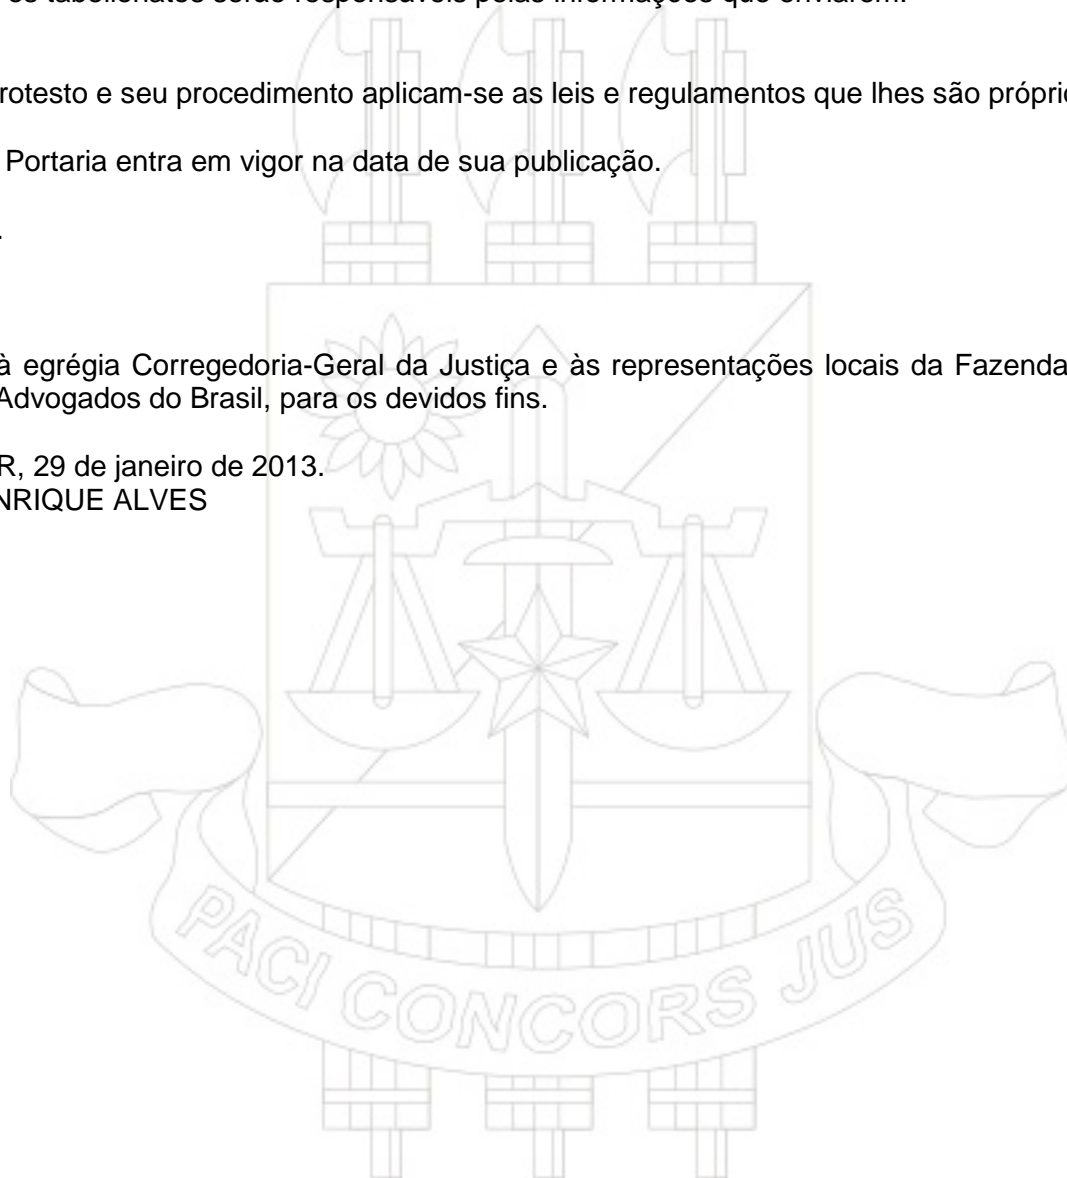 os tabelionatos serão responsáveis pelas informações que enviarem.
rotesto e seu procedimento aplicam-se as leis e regulamentos que lhes são própri
Portaria entra em vigor na data de sua publicação.
.
à egrégia Corregedoria-Geral da Justiça e às representações locais da Fazenda
Advogados do Brasil, para os devidos fins.
R, 29 de janeiro de 2013.
NRIQUE ALVES
PACI CONCORS JUS